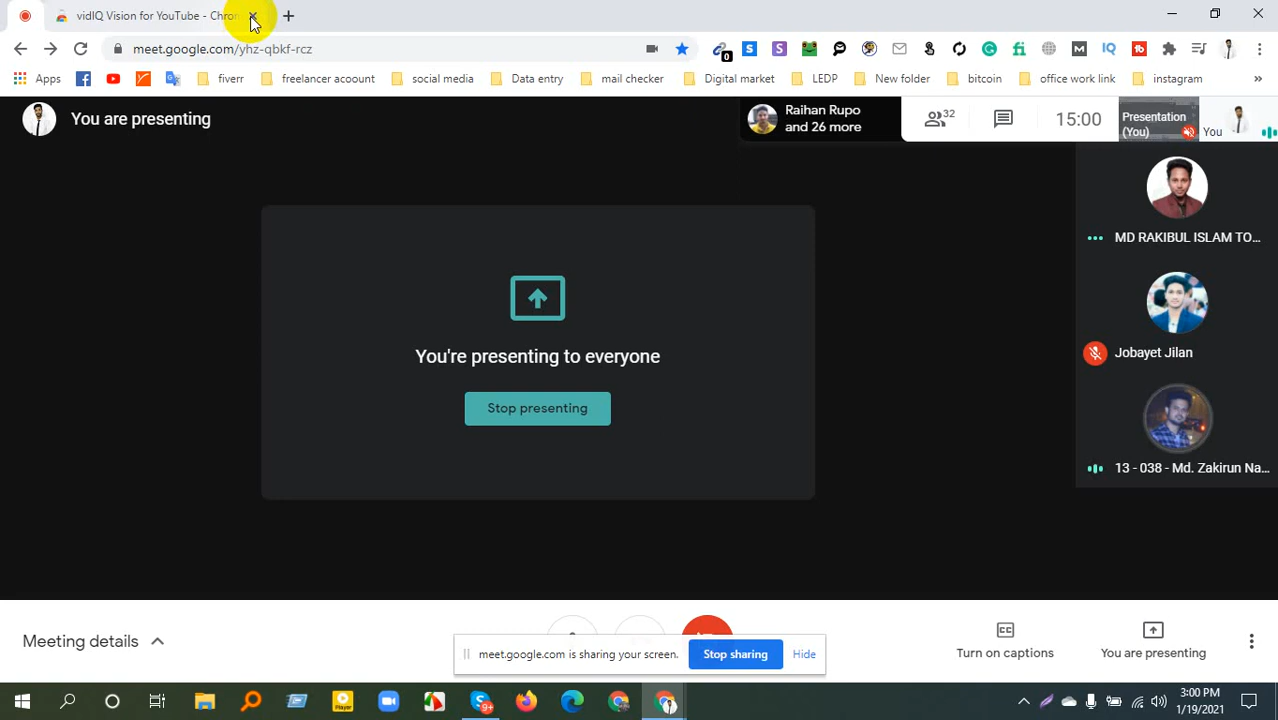 vidIQ Vision for YouTube - Chro
meet.google.com/yhz-qbkf-rcz
0
Apps
fiverr
freelancer acoount
social media
Data entry
mail checker
Digital market
LEDP
New folder
bitcoin
office work link
instagram
»
You are presenting
Raihan Rupo
and 26 more
32
15:00
Presentation
(You)
You
MD RAKIBUL ISLAM TO...
You're presenting to everyone
Jobayet Jilan
Stop presenting
13 - 038 - Md. Zakirun Na...
Meeting details
meet.google.com is sharing your screen.
Stop sharing
Hide
Turn on captions
You are presenting
Player
9+
3:00 PM
1/19/2021